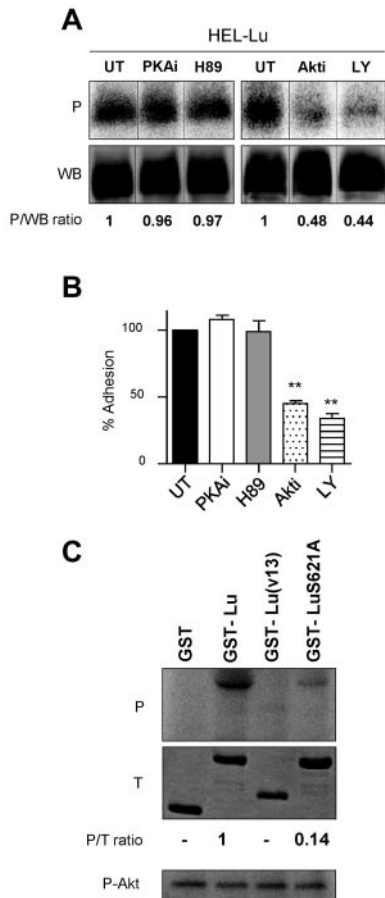 A
HEL-Lu
UT PKAi H89 UT Akti LY
P
WB
P/WB ratio 1 0.96 0.97 1 0.48 0.44
B
% Adhesion
100
50
0
** **
UT PKAi H89 Akti LY
C
GST GST- Lu GST- Lu(v13) GST- LuS621A
P
T
P/T ratio - 1 - 0.14
P-Akt